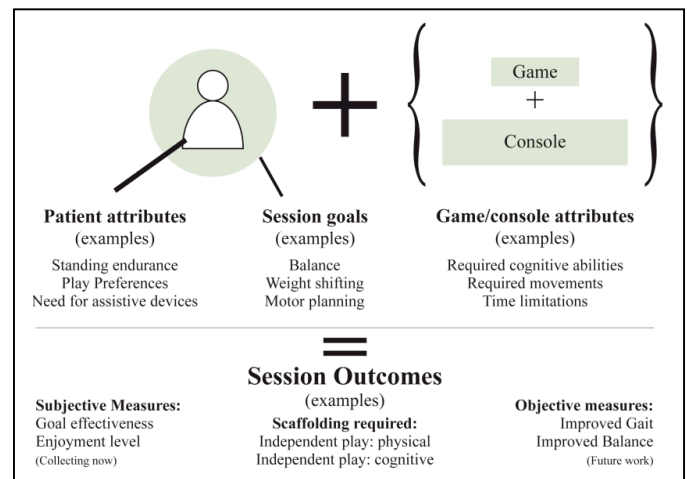 Game
+
Console
Patient attributes
(examples)
Standing endurance
Play Preferences
Need for assistive devices
Session goals
(examples)
Balance
Weight shifting
Motor planning
Game/console attributes
(examples)
Required cognitive abilities
Required movements
Time limitations
Session Outcomes
(examples)
Subjective Measures:
Goal effectiveness
Enjoyment level
(Collecting now)
Scaffolding required:
Independent play: physical
Independent play: cognitive
Objective measures:
Improved Gait
Improved Balance
(Future work)